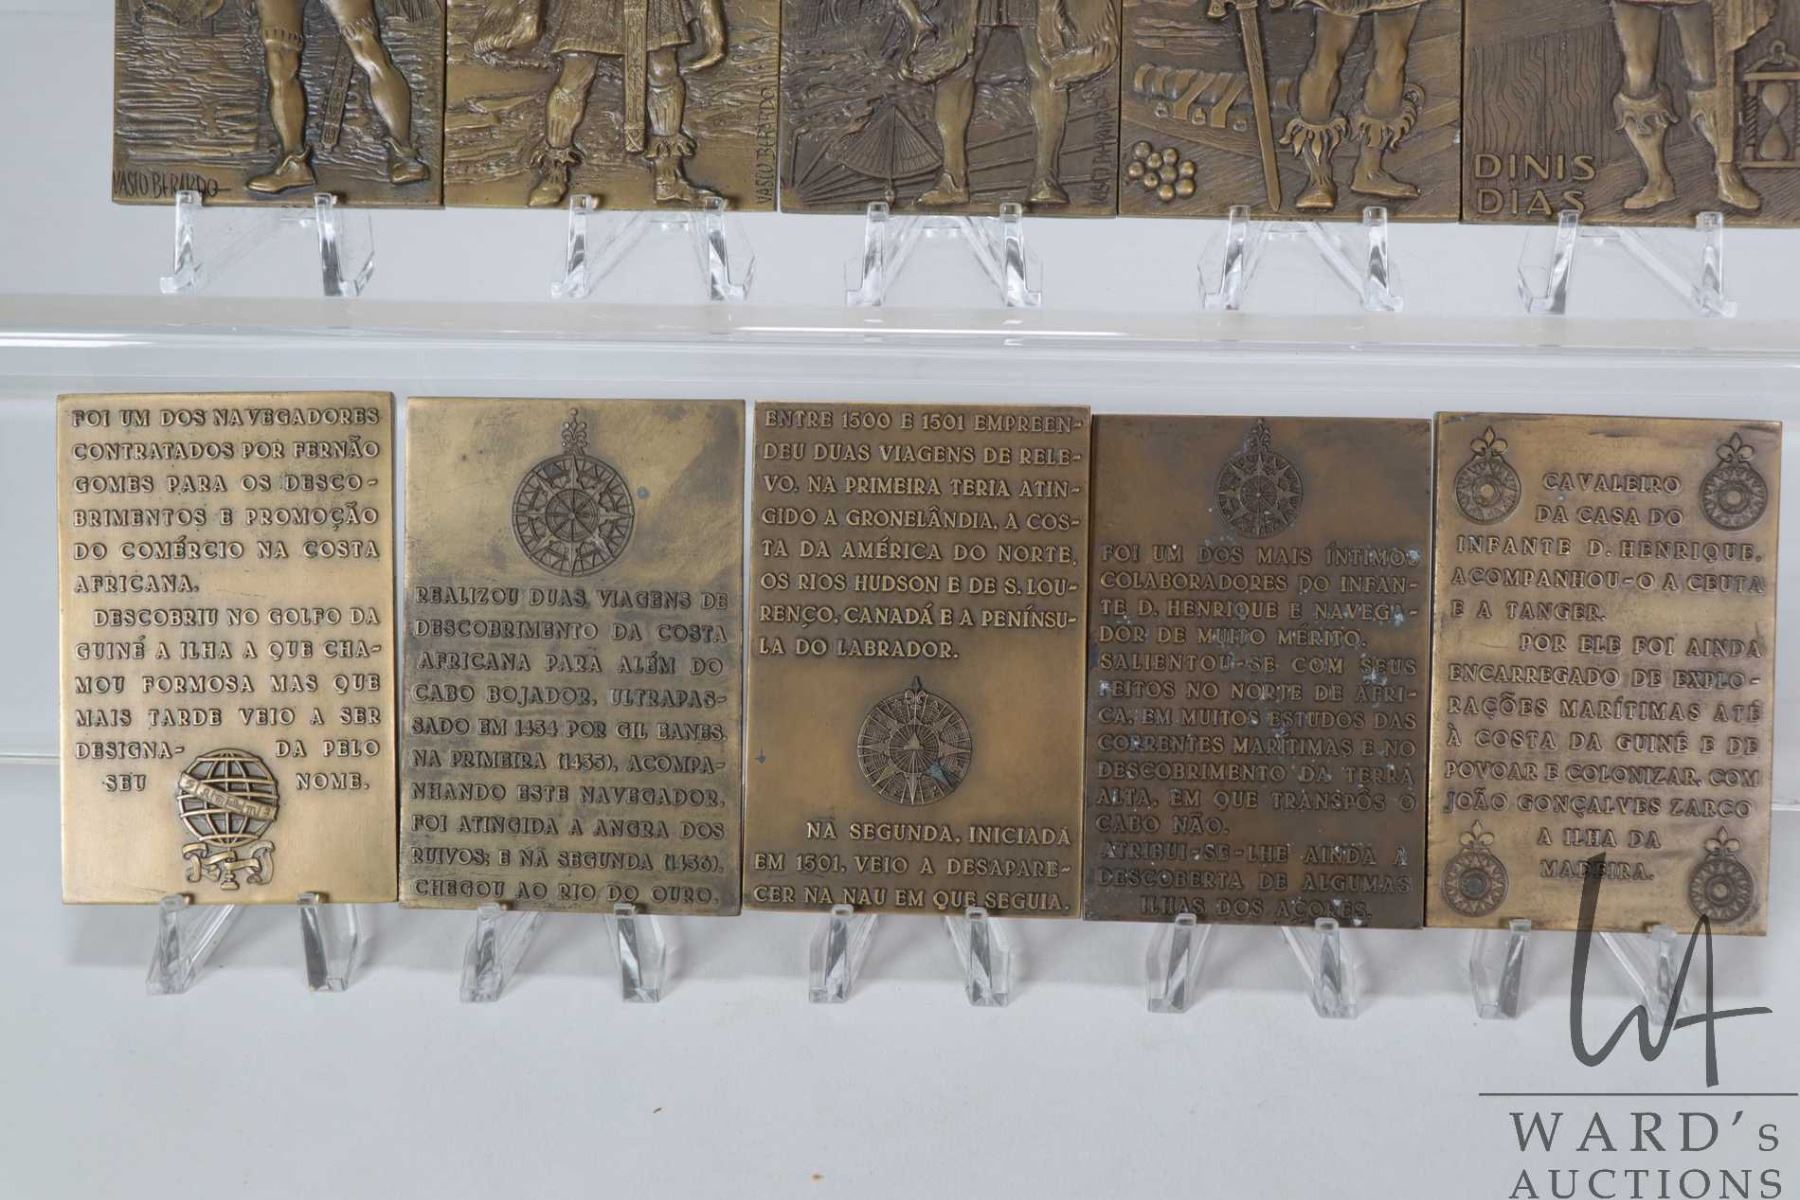 VASCO BERARDO
VASCO BERARDO
DINIS
DIAS
FOI UM DOS NAVEGADORES
CONTRATADOS POR FERNÃO
GOMES PARA OS DESCO-
BRIMENTOS E PROMOÇÃO
DO COMÉRCIO NA COSTA
AFRICANA.
DESCOBRIU NO GOLFO DA
GUINÉ A ILHA A QUE CHA-
MOU FORMOSA MAS QUE
MAIS TARDE VEIO A SER
DESIGNA- DA PELO
SEU NOME.
REALIZOU DUAS VIAGENS DE
DESCOBRIMENTO DA COSTA
AFRICANA PARA ALÉM DO
CABO BOJADOR, ULTRAPAS-
SADO EM 1434 POR GIL EANES.
NA PRIMEIRA (1435), ACOMPA-
NHANDO ESTE NAVEGADOR,
FOI ATINGIDA A ANGRA DOS
RUIVOS; E NA SEGUNDA (1436),
CHEGOU AO RIO DO OURO.
ENTRE 1500 E 1501 EMPREEN-
DEU DUAS VIAGENS DE RELE-
VO. NA PRIMEIRA TERIA ATIN-
GIDO A GRONELÂNDIA, A COS-
TA DA AMÉRICA DO NORTE,
OS RIOS HUDSON E DE S. LOU-
RENÇO, CANADÁ E A PENÍNSU-
LA DO LABRADOR.
NA SEGUNDA, INICIADA
EM 1501, VEIO A DESAPARE-
CER NA NAU EM QUE SEGUIA.
FOI UM DOS MAIS ÍNTIMOS
COLABORADORES DO INFAN-
TE D. HENRIQUE E NAVEGA-
DOR DE MUITO MÉRITO.
SALIENTOU-SE COM SEUS
FEITOS NO NORTE DE ÁFRI-
CA, EM MUITOS ESTUDOS DAS
CORRENTES MARÍTIMAS E NO
DESCOBRIMENTO DA TERRA
ALTA, EM QUE TRANSPÔS O
CABO NÃO.
ATRIBUI-SE-LHE AINDA A
DESCOBERTA DE ALGUMAS
ILHAS DOS AÇORES.
CAVALEIRO
DA CASA DO
INFANTE D. HENRIQUE,
ACOMPANHOU-O A CEUTA
E A TANGER.
POR ELE FOI AINDA
ENCARREGADO DE EXPLO-
RAÇÕES MARÍTIMAS ATÉ
À COSTA DA GUINÉ E DE
POVOAR E COLONIZAR, COM
JOÃO GONÇALVES ZARCO
A ILHA DA
MADEIRA.
WA
WARD's
AUCTIONS